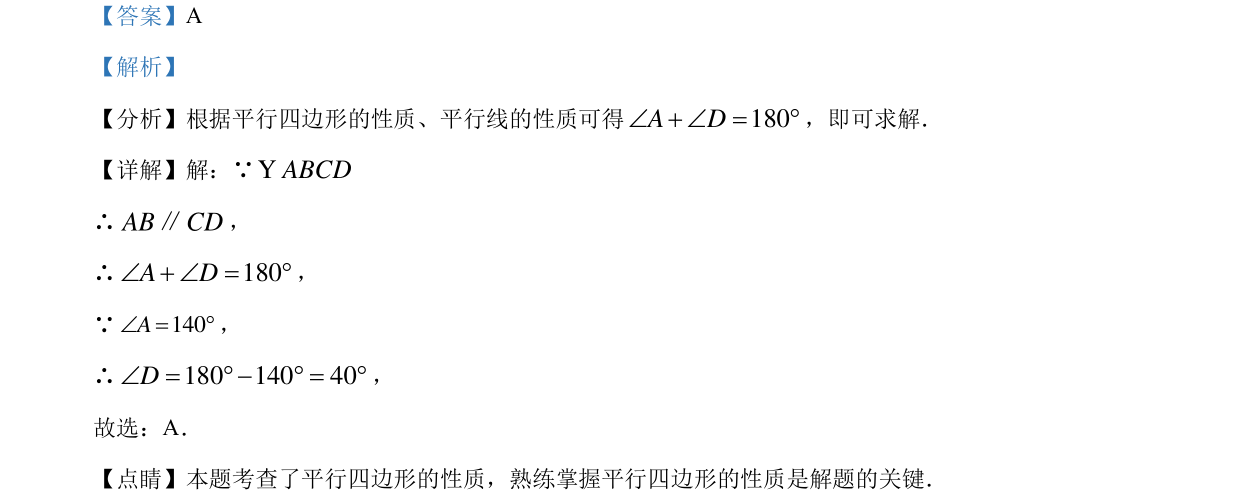 【答案】A
【解析】
【分析】根据平行四边形的性质、平行线的性质可得∠A+∠D=180°，即可求解．
【详解】解：∵Y ABCD
∴AB∥CD，
∴∠A+∠D=180°，
∵∠A=140°，
∴∠D=180°−140°=40°，
故选：A．
【点睛】本题考查了平行四边形的性质，熟练掌握平行四边形的性质是解题的关键．